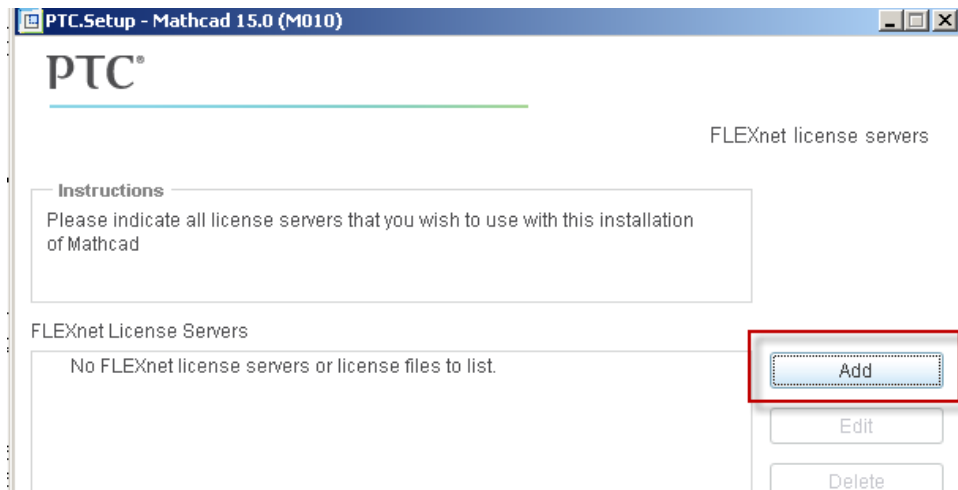 PTC.Setup - Mathcad 15.0 (M010)
PTC®
FLEXnet license servers
Instructions
Please indicate all license servers that you wish to use with this installation
of Mathcad
FLEXnet License Servers
No FLEXnet license servers or license files to list.
Add
Edit
Delete